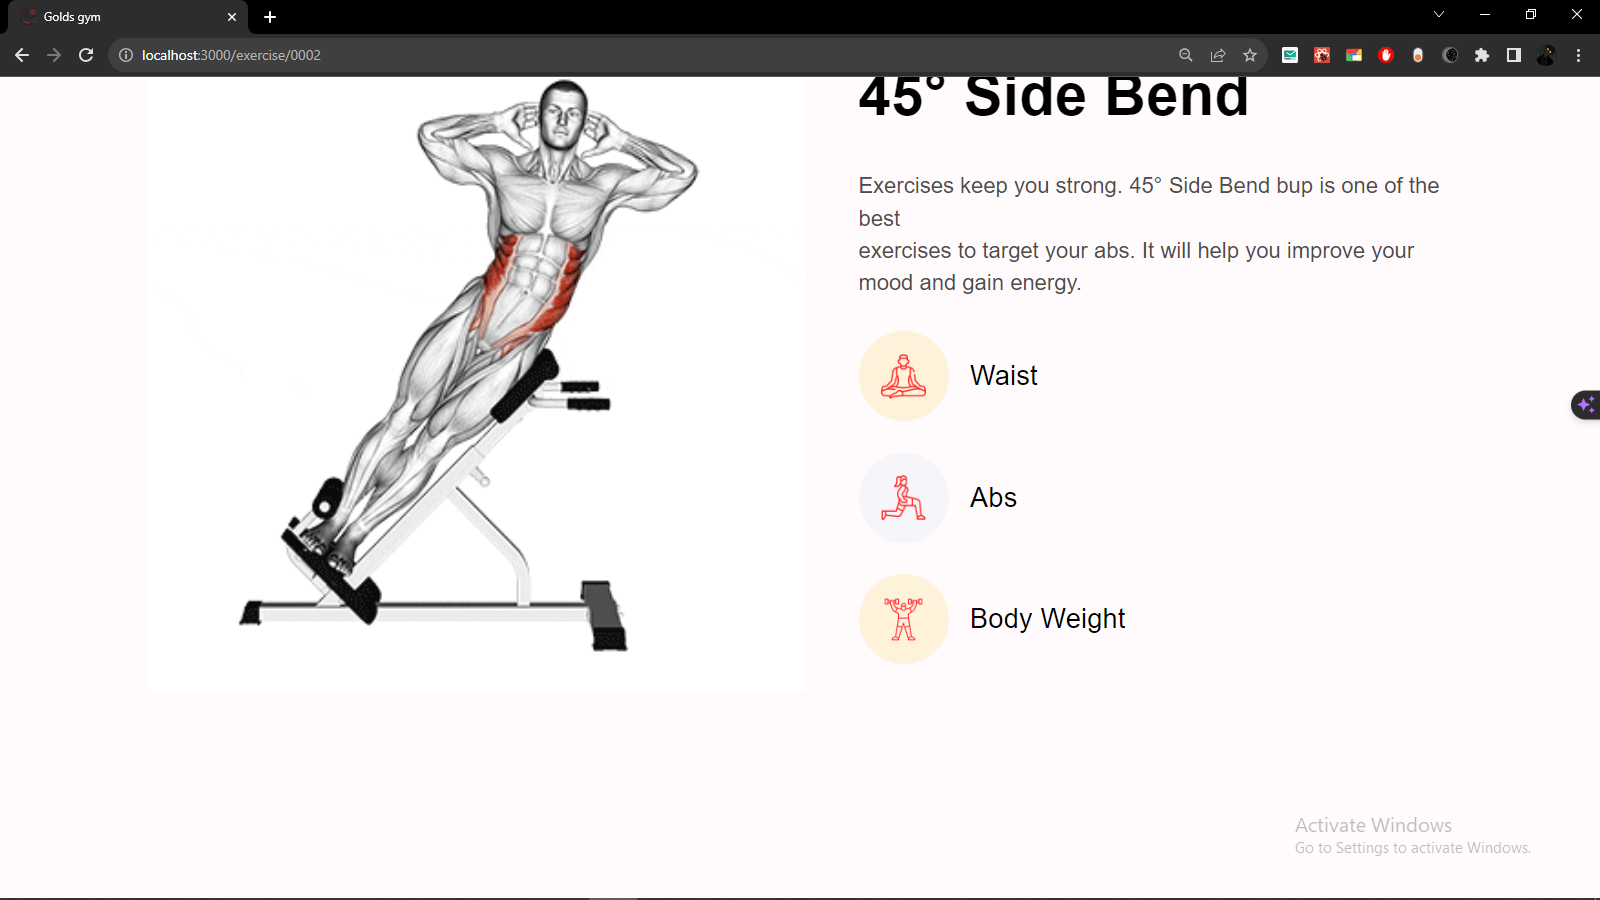 Golds gym
localhost:3000/exercise/0002
45° Side Bend
Exercises keep you strong. 45° Side Bend bup is one of the
best
exercises to target your abs. It will help you improve your
mood and gain energy.
Waist
Abs
Body Weight
Activate Windows
Go to Settings to activate Windows.